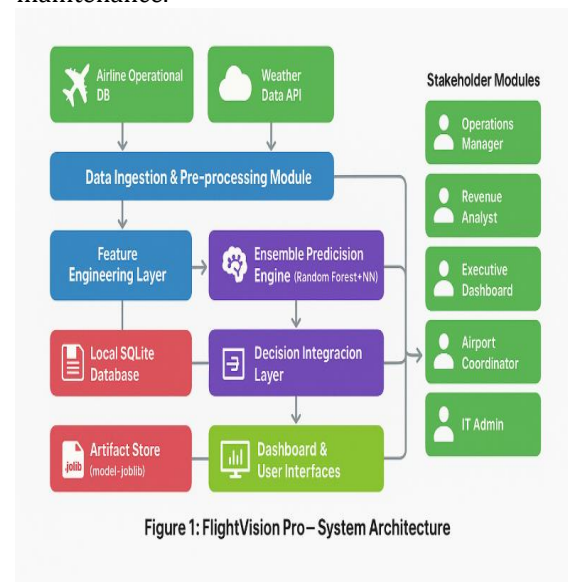 maintenance.
Airline Operational
DB
Weather
Data API
Stakeholder Modules
Operations
Manager
Data Ingestion & Pre-processing Module
Revenue
Analyst
Feature
Engineering Layer
Ensemble Predicision
Engine (Random Forest+NN)
Executive
Dashboard
Local SQLite
Database
Decision Integracion
Layer
Airport
Coordinator
.jolib
Artifact Store
(model-joblib)
Dashboard &
User Interfaces
IT Admin
Figure 1: FlightVision Pro– System Architecture